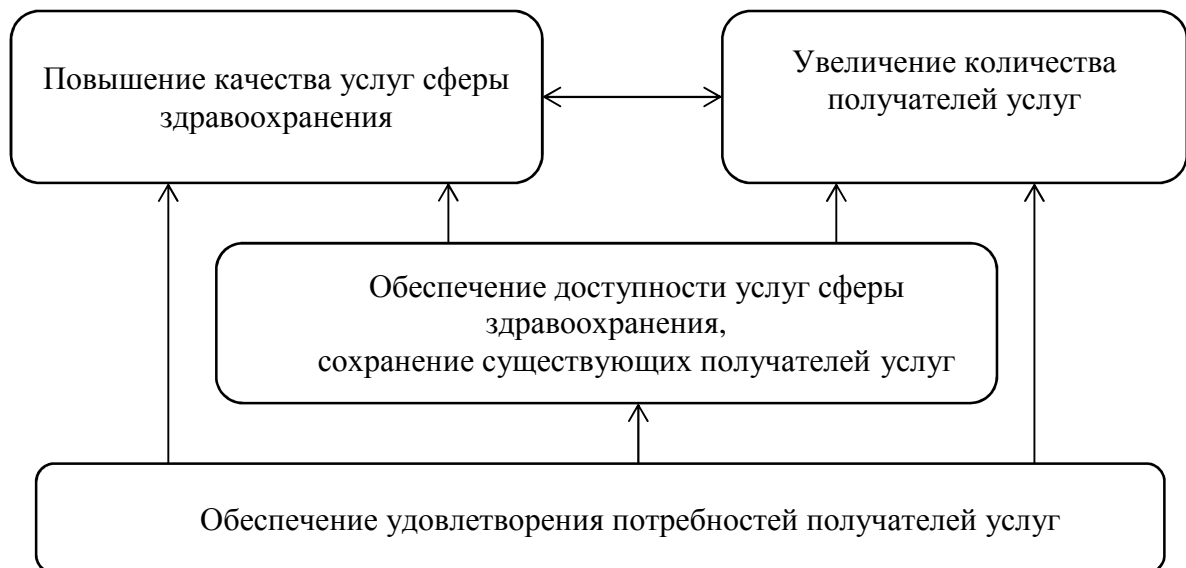 Повышение качества услуг сферы
здравоохранения
Увеличение количества
получателей услуг
Обеспечение доступности услуг сферы
здравоохранения,
сохранение существующих получателей услуг
Обеспечение удовлетворения потребностей получателей услуг